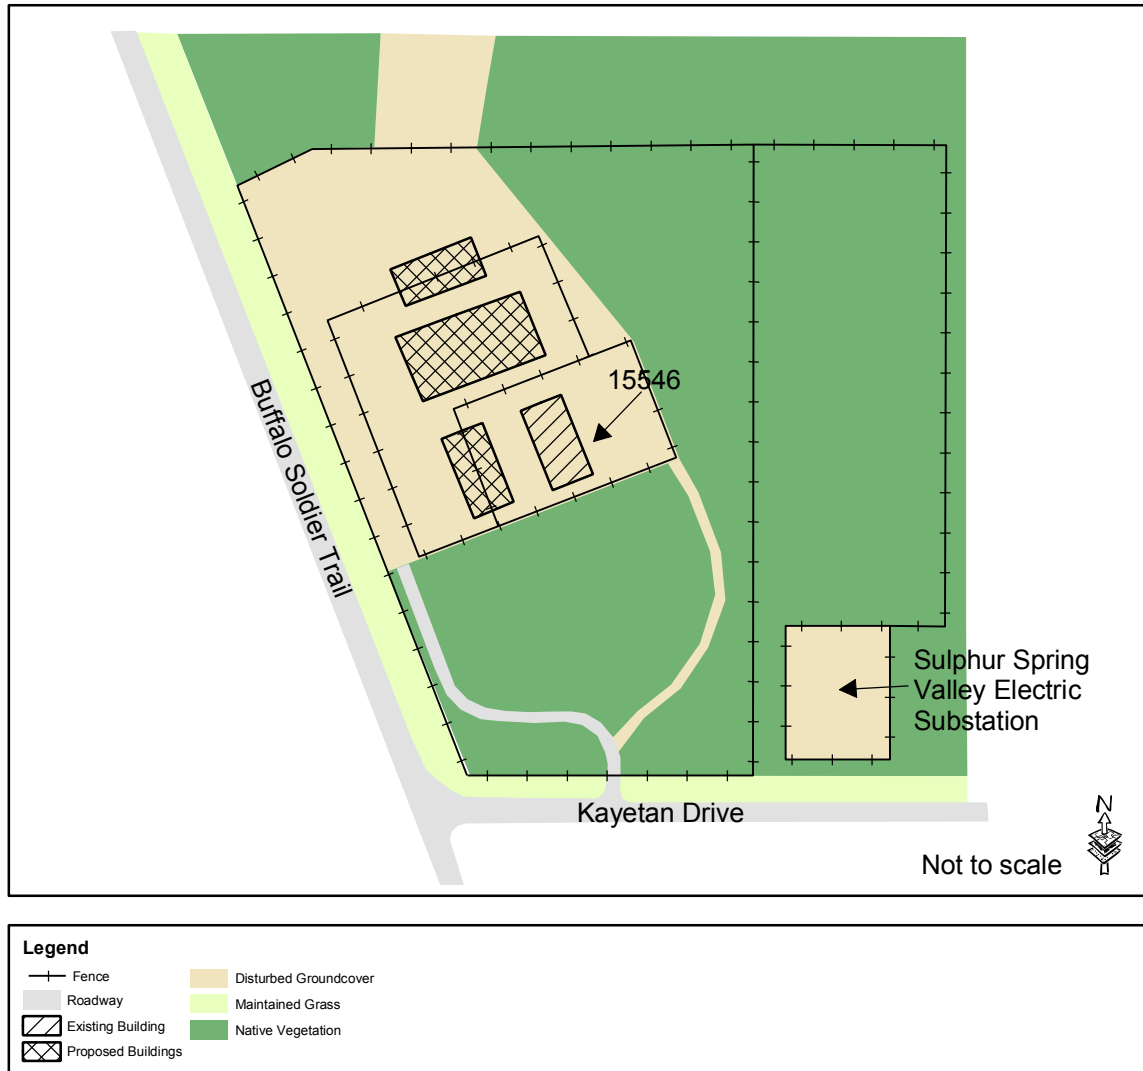 15546
Buffalo Soldier Trail
Sulphur Spring
Valley Electric
Substation
Kayetan Drive
N
Not to scale
Legend
Fence
Roadway
Existing Building
Proposed Buildings
Disturbed Groundcover
Maintained Grass
Native Vegetation